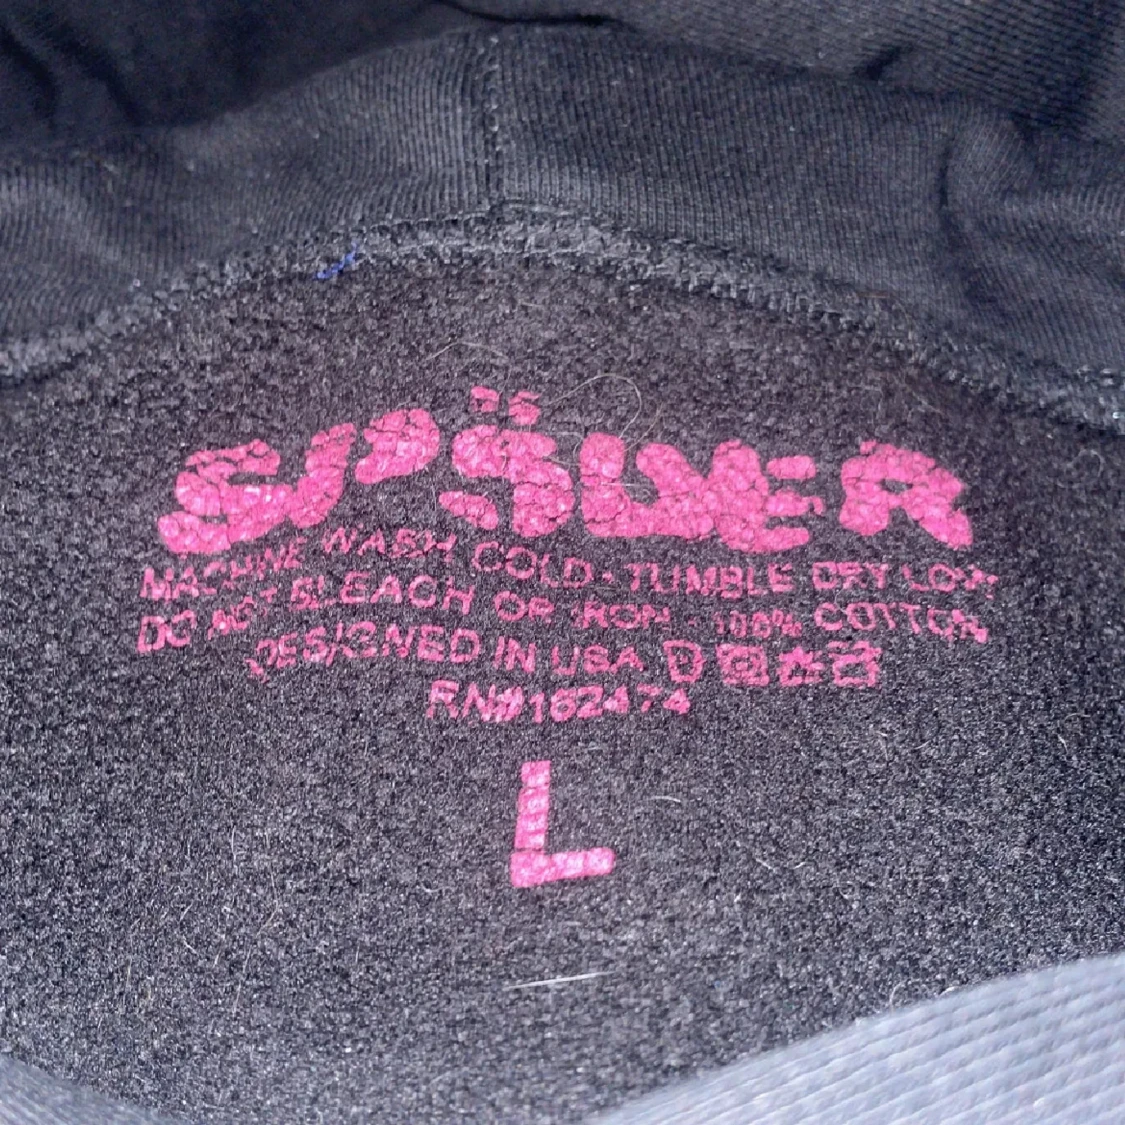 SP5DER
MACHINE WASH COLD - TUMBLE DRY LOW
DO NOT BLEACH OR IRON - 100% COTTON
DESIGNED IN USA
RN#162474
L